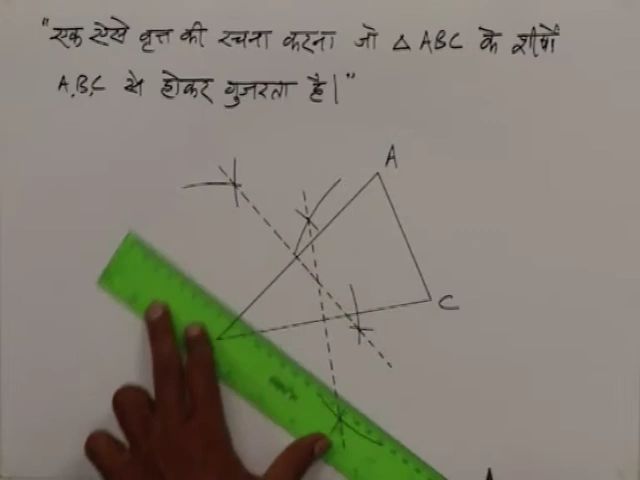 "एक ऐसे वृत्त की रचना करना जो △ ABC के शीर्षों
A,B,C से होकर गुजरता है।"
A
C